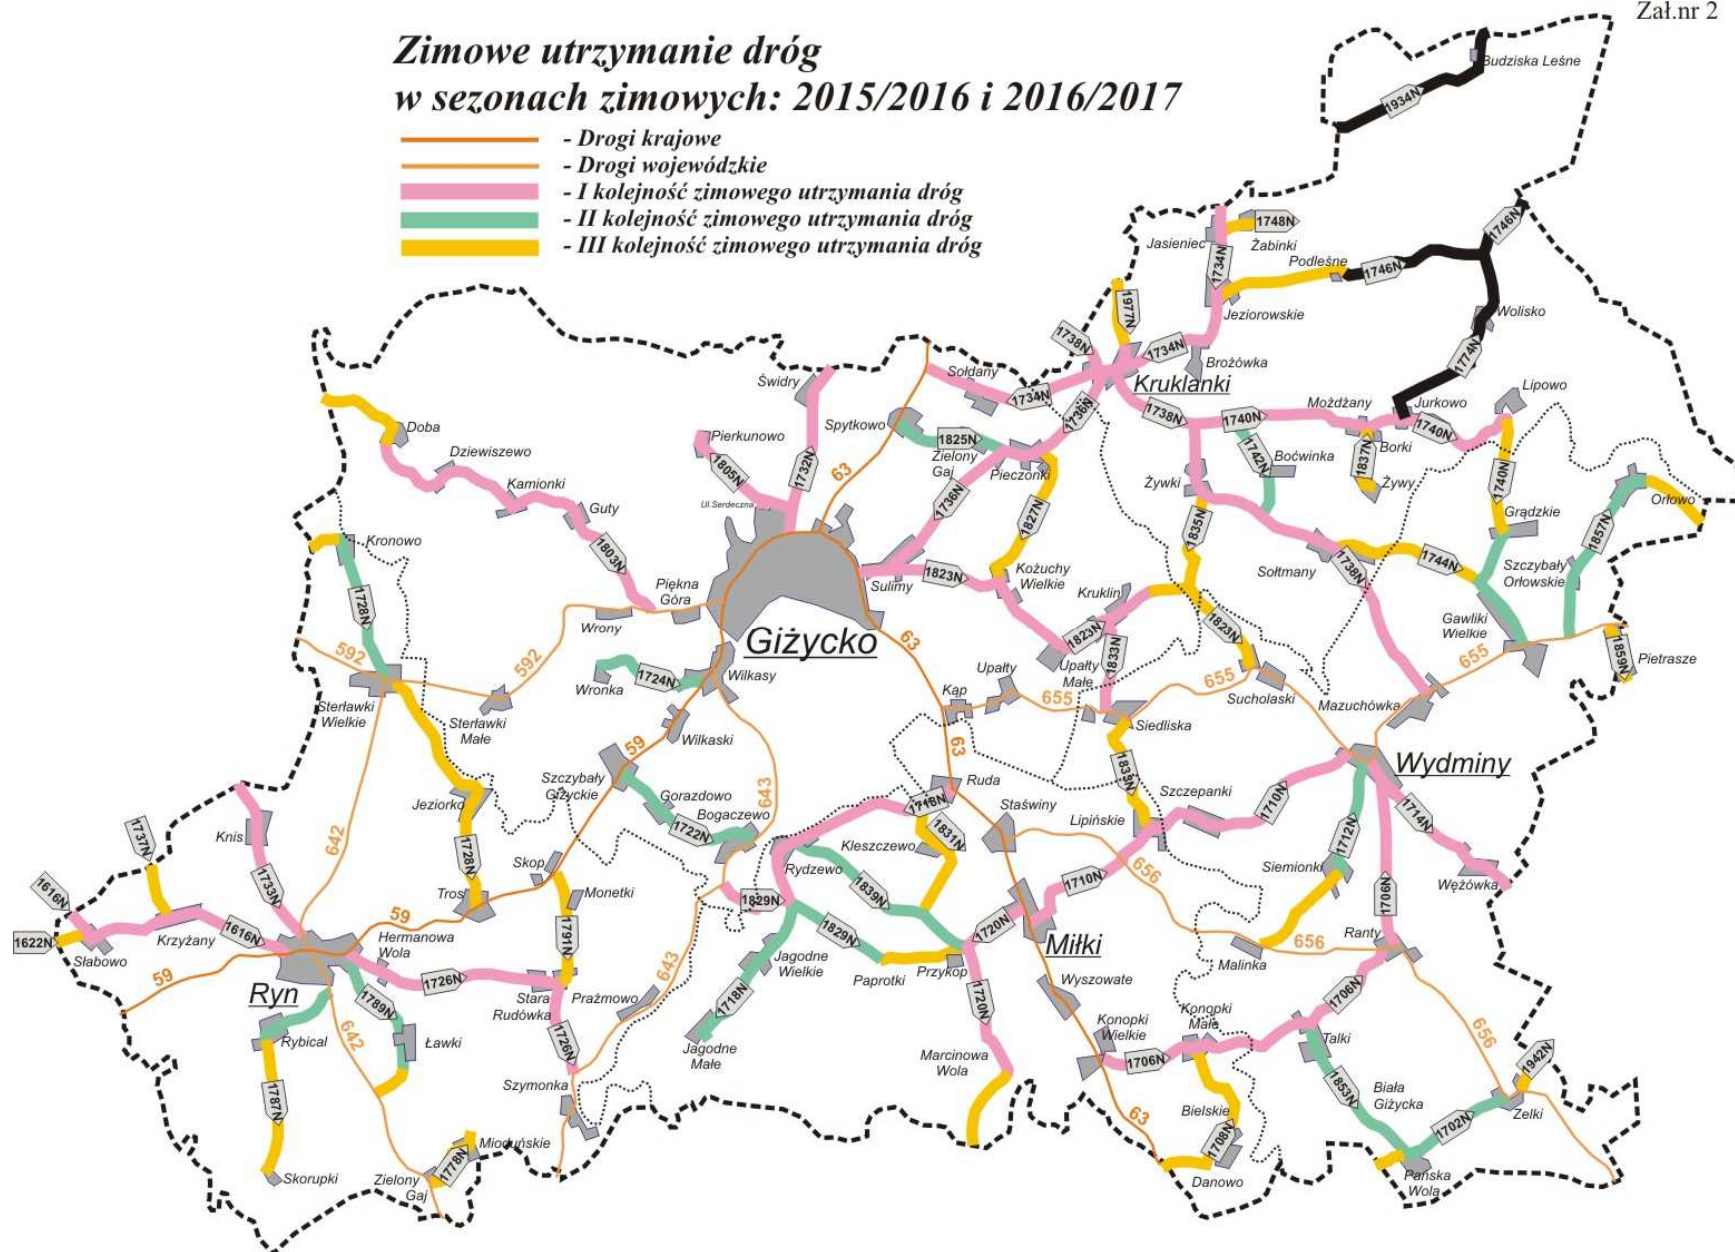 Zał.nr 2
Zimowe utrzymanie dróg
w sezonach zimowych: 2015/2016 i 2016/2017
- Drogi krajowe
- Drogi wojewódzkie
- I kolejność zimowego utrzymania dróg
- II kolejność zimowego utrzymania dróg
- III kolejność zimowego utrzymania dróg
Budziska Leśne
1934N
1748N
1746N
Jasieniec
Żabinki
1734N
Podleśne
1746N
1977N
Jeziorowskie
Wolisko
1738N
1734N
Brożówka
1774N
Świdry
Sołdany
Kruklanki
1734N
1736N
Lipowo
Możdżany
Jurkowo
1738N
1740N
1740N
Doba
Spytkowo
Pierkunowo
1825N
Zielony
Gaj
Pieczonki
Borki
1742N
Boćwinka
1837N
Dziewiszewo
1805N
1732N
63
Kamionki
Żywki
Żywy
1740N
Orłowo
Ul.Serdeczna
1736N
1827N
Guty
Grądzkie
1835N
1857N
Kronowo
1803N
Sołtmany
1738N
1744N
Szczybały
Orłowskie
Piękna
Góra
Sulimy
1823N
Kożuchy
Wielkie
Kruklin
1728N
Wrony
Giżycko
63
1823N
1823N
Gawliki
Wielkie
1833N
592
592
Wronka
1724N
Wilkasy
Upałty
Upałty
Małe
655
655
1859N
Pietrasze
Kąp
655
Sucholaski
Mazuchówka
Sterławki
Wielkie
Sterławki
Małe
Wilkaski
Siedliska
59
63
Szczybały
Giżyckie
643
Ruda
Wydminy
Jeziorko
Gorazdowo
Bogaczewo
1722N
1718N
Staświny
Szczepanki
1710N
1714N
Knis
642
1737N
1831N
Lipińskie
1712N
Kleszczewo
1728N
Skop
Rydzewo
656
Siemionki
1616N
1733N
Tros
Monetki
1839N
1710N
Wężówka
1829N
1706N
59
1622N
Krzyżany
1616N
Hermanowa
Wola
1791N
1829N
1720N
Miłki
656
Ranty
Słabowo
59
Jagodne
Wielkie
Malinka
Ryn
1726N
Stara
Rudówka
Prażmowo
643
Paprotki
Przykop
Wyszowate
1789N
1718N
1720N
1706N
642
Rybical
Ławki
1726N
Konopki
Wielkie
Konopki
Małe
Talki
656
Jagodne
Małe
Marcinowa
Wola
1706N
1942N
Szymonka
1853N
Biała
Giżycka
1787N
63
Bielskie
1702N
Zelki
1708N
Mioduńskie
1778N
Skorupki
Zielony
Gaj
Danowo
Pańska
Wola